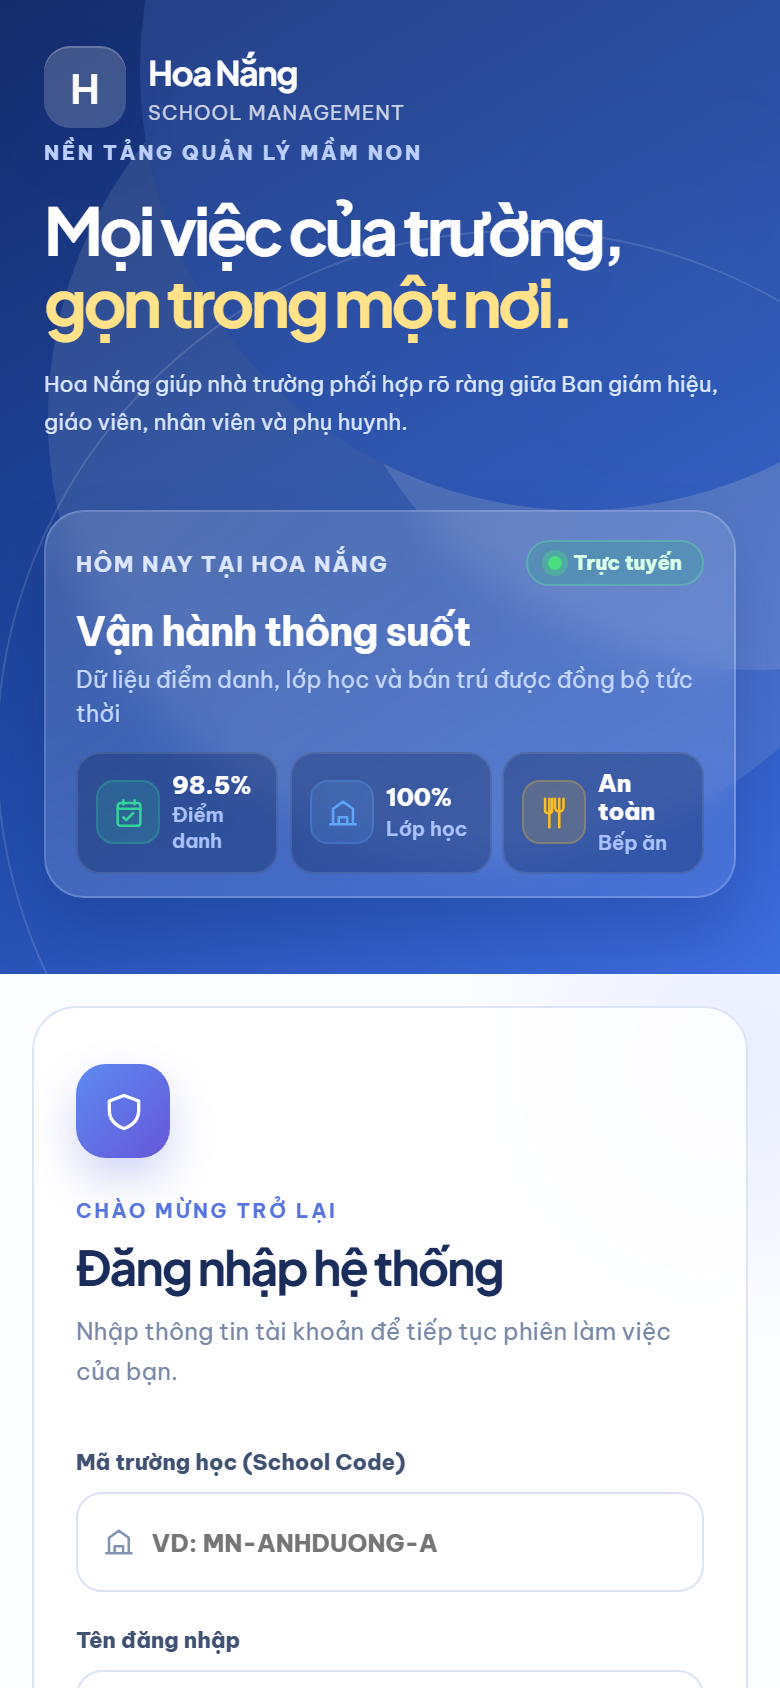 H
Hoa Nắng
SCHOOL MANAGEMENT
NỀN TẢNG QUẢN LÝ MẦM NON
Mọi việc của trường,
gọn trong một nơi.
Hoa Nắng giúp nhà trường phối hợp rõ ràng giữa Ban giám hiệu,
giáo viên, nhân viên và phụ huynh.
HÔM NAY TẠI HOA NẮNG
Trực tuyến
Vận hành thông suốt
Dữ liệu điểm danh, lớp học và bán trú được đồng bộ tức
thời
98.5%
Điểm
danh
100%
Lớp học
An
toàn
Bếp ăn
CHÀO MỪNG TRỞ LẠI
Đăng nhập hệ thống
Nhập thông tin tài khoản để tiếp tục phiên làm việc
của bạn.
Mã trường học (School Code)
VD: MN-ANHDUONG-A
Tên đăng nhập